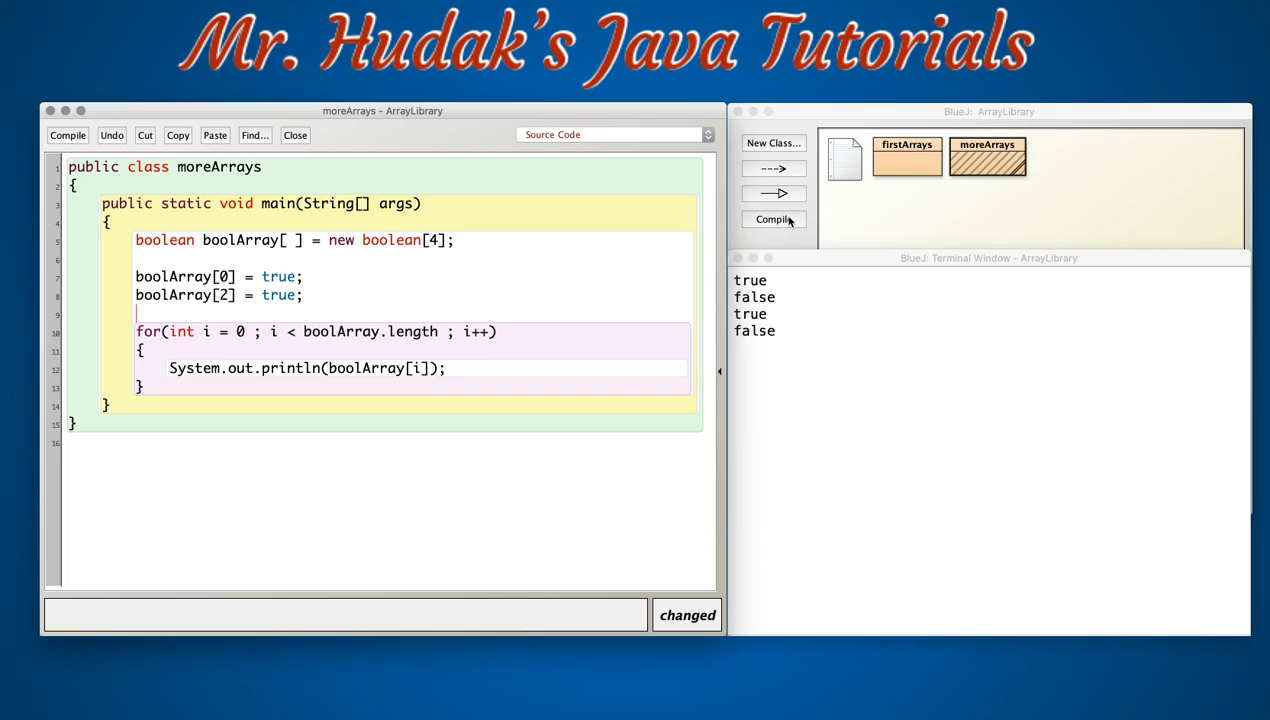 Mr. Hudak's Java Tutorials
moreArrays - ArrayLibrary
Compile Undo Cut Copy Paste Find... Close Source Code
1 public class moreArrays
2 {
3 public static void main(String[] args)
4 {
5 boolean boolArray[ ] = new boolean[4];
6
7 boolArray[0] = true;
8 boolArray[2] = true;
9
10 for(int i = 0 ; i < boolArray.length ; i++)
11 {
12 System.out.println(boolArray[i]);
13 }
14 }
15 }
16
changed
BlueJ: ArrayLibrary
New Class...
firstArrays moreArrays
Compile
BlueJ: Terminal Window - ArrayLibrary
true
false
true
false